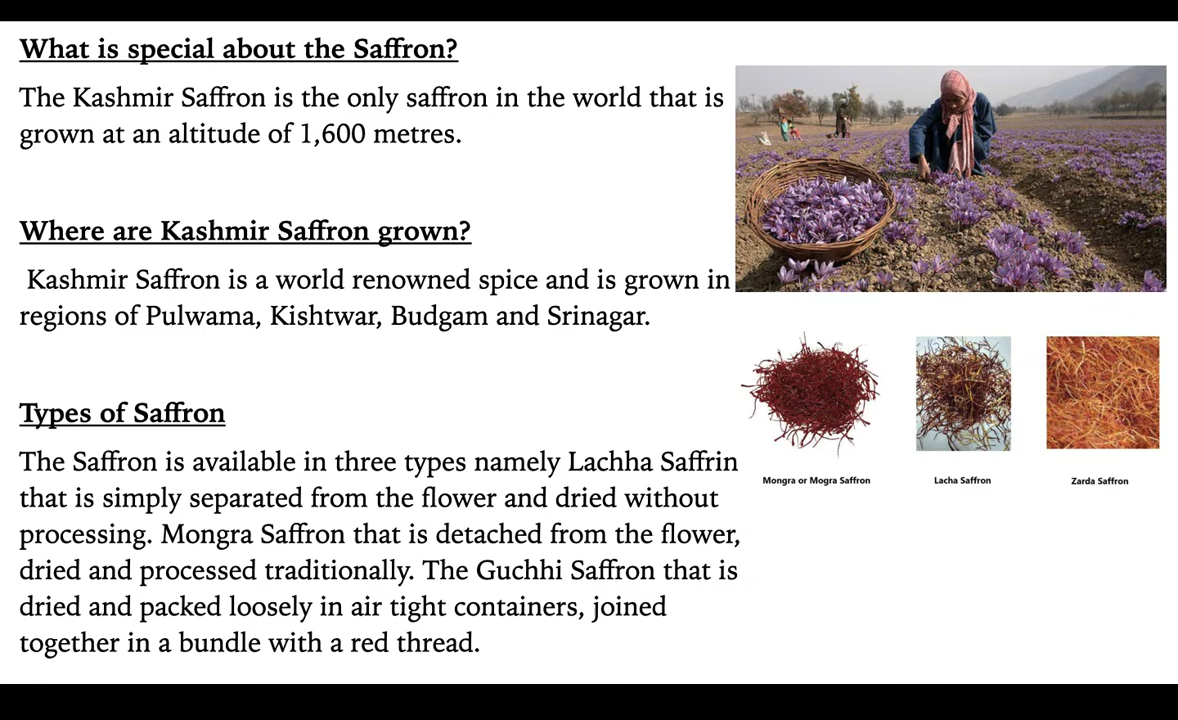 What is special about the Saffron?
The Kashmir Saffron is the only saffron in the world that is
grown at an altitude of 1,600 metres.
Where are Kashmir Saffron grown?
Kashmir Saffron is a world renowned spice and is grown in
regions of Pulwama, Kishtwar, Budgam and Srinagar.
Types of Saffron
The Saffron is available in three types namely Lachha Saffrin
that is simply separated from the flower and dried without
processing. Mongra Saffron that is detached from the flower,
dried and processed traditionally. The Guchhi Saffron that is
dried and packed loosely in air tight containers, joined
together in a bundle with a red thread.
Mongra or Mogra Saffron
Lacha Saffron
Zarda Saffron